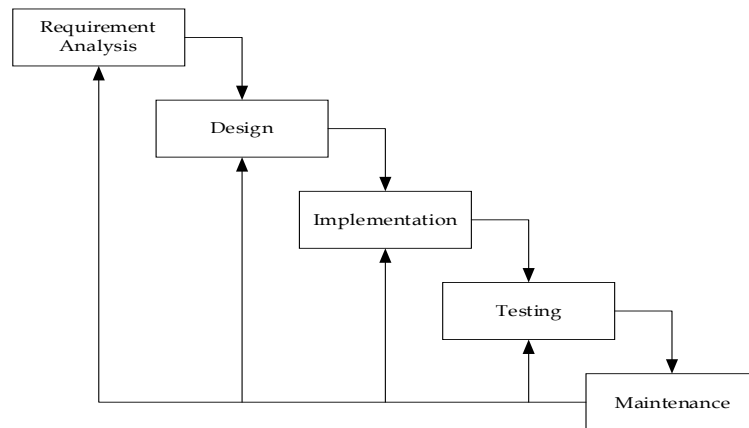 Requirement
Analysis
Design
Implementation
Testing
Maintenance